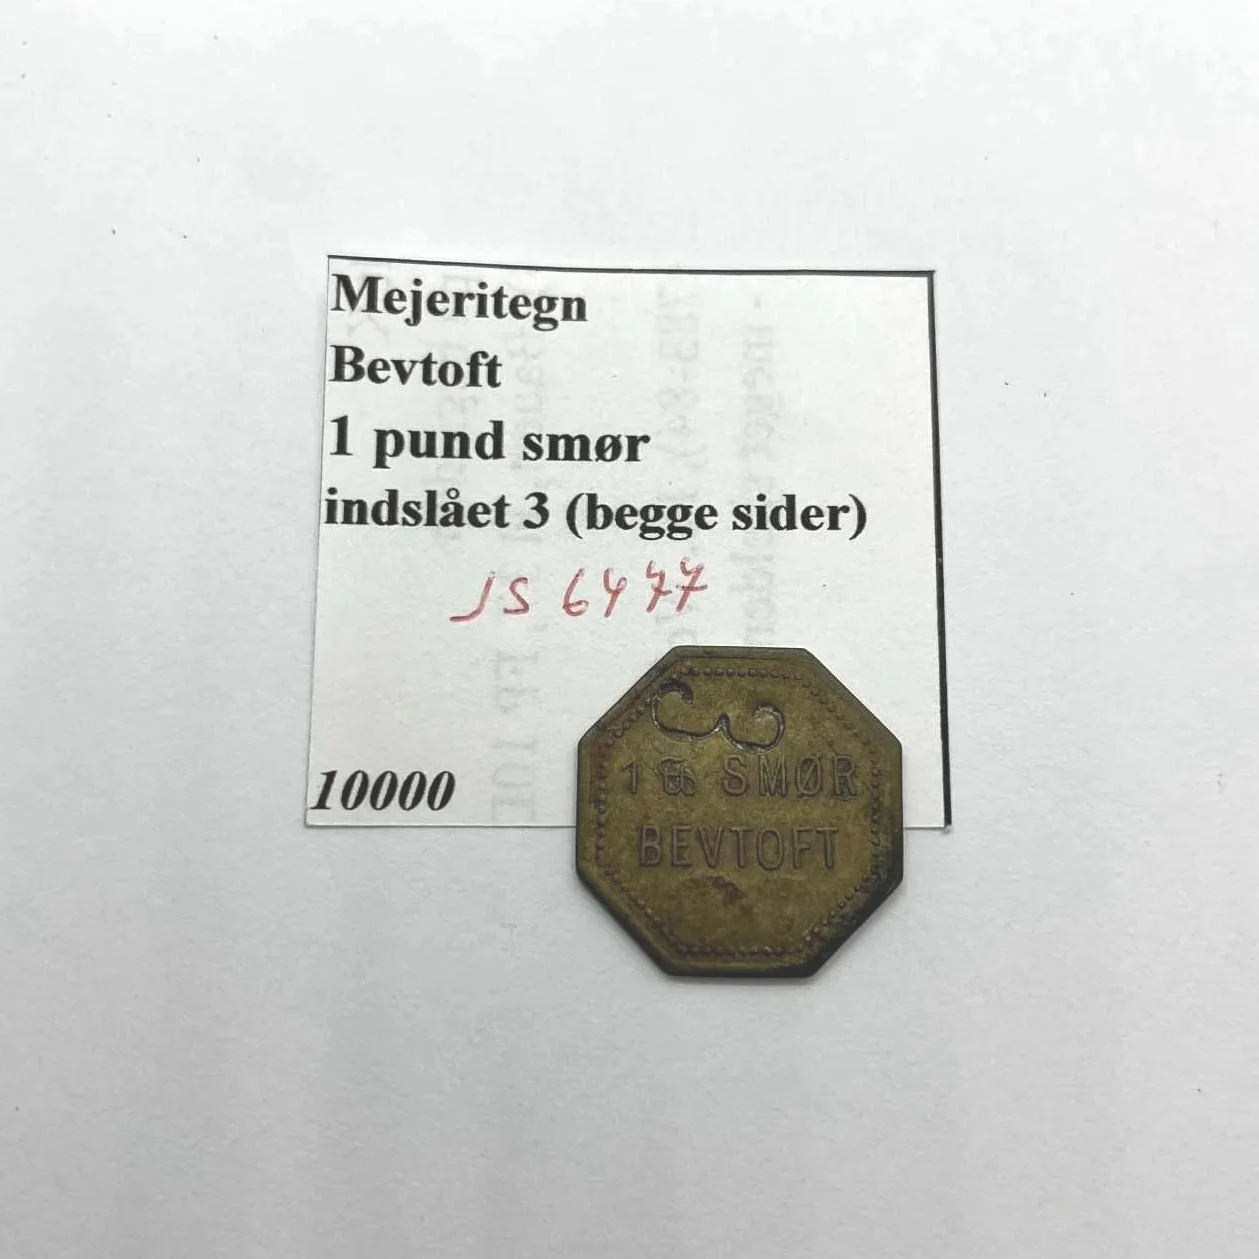 Mejeritegn
Bevtoft
1 pund smør
indslået 3 (begge sider)
JS 6477
10000
3
1 ℔ SMØR
BEVTOFT